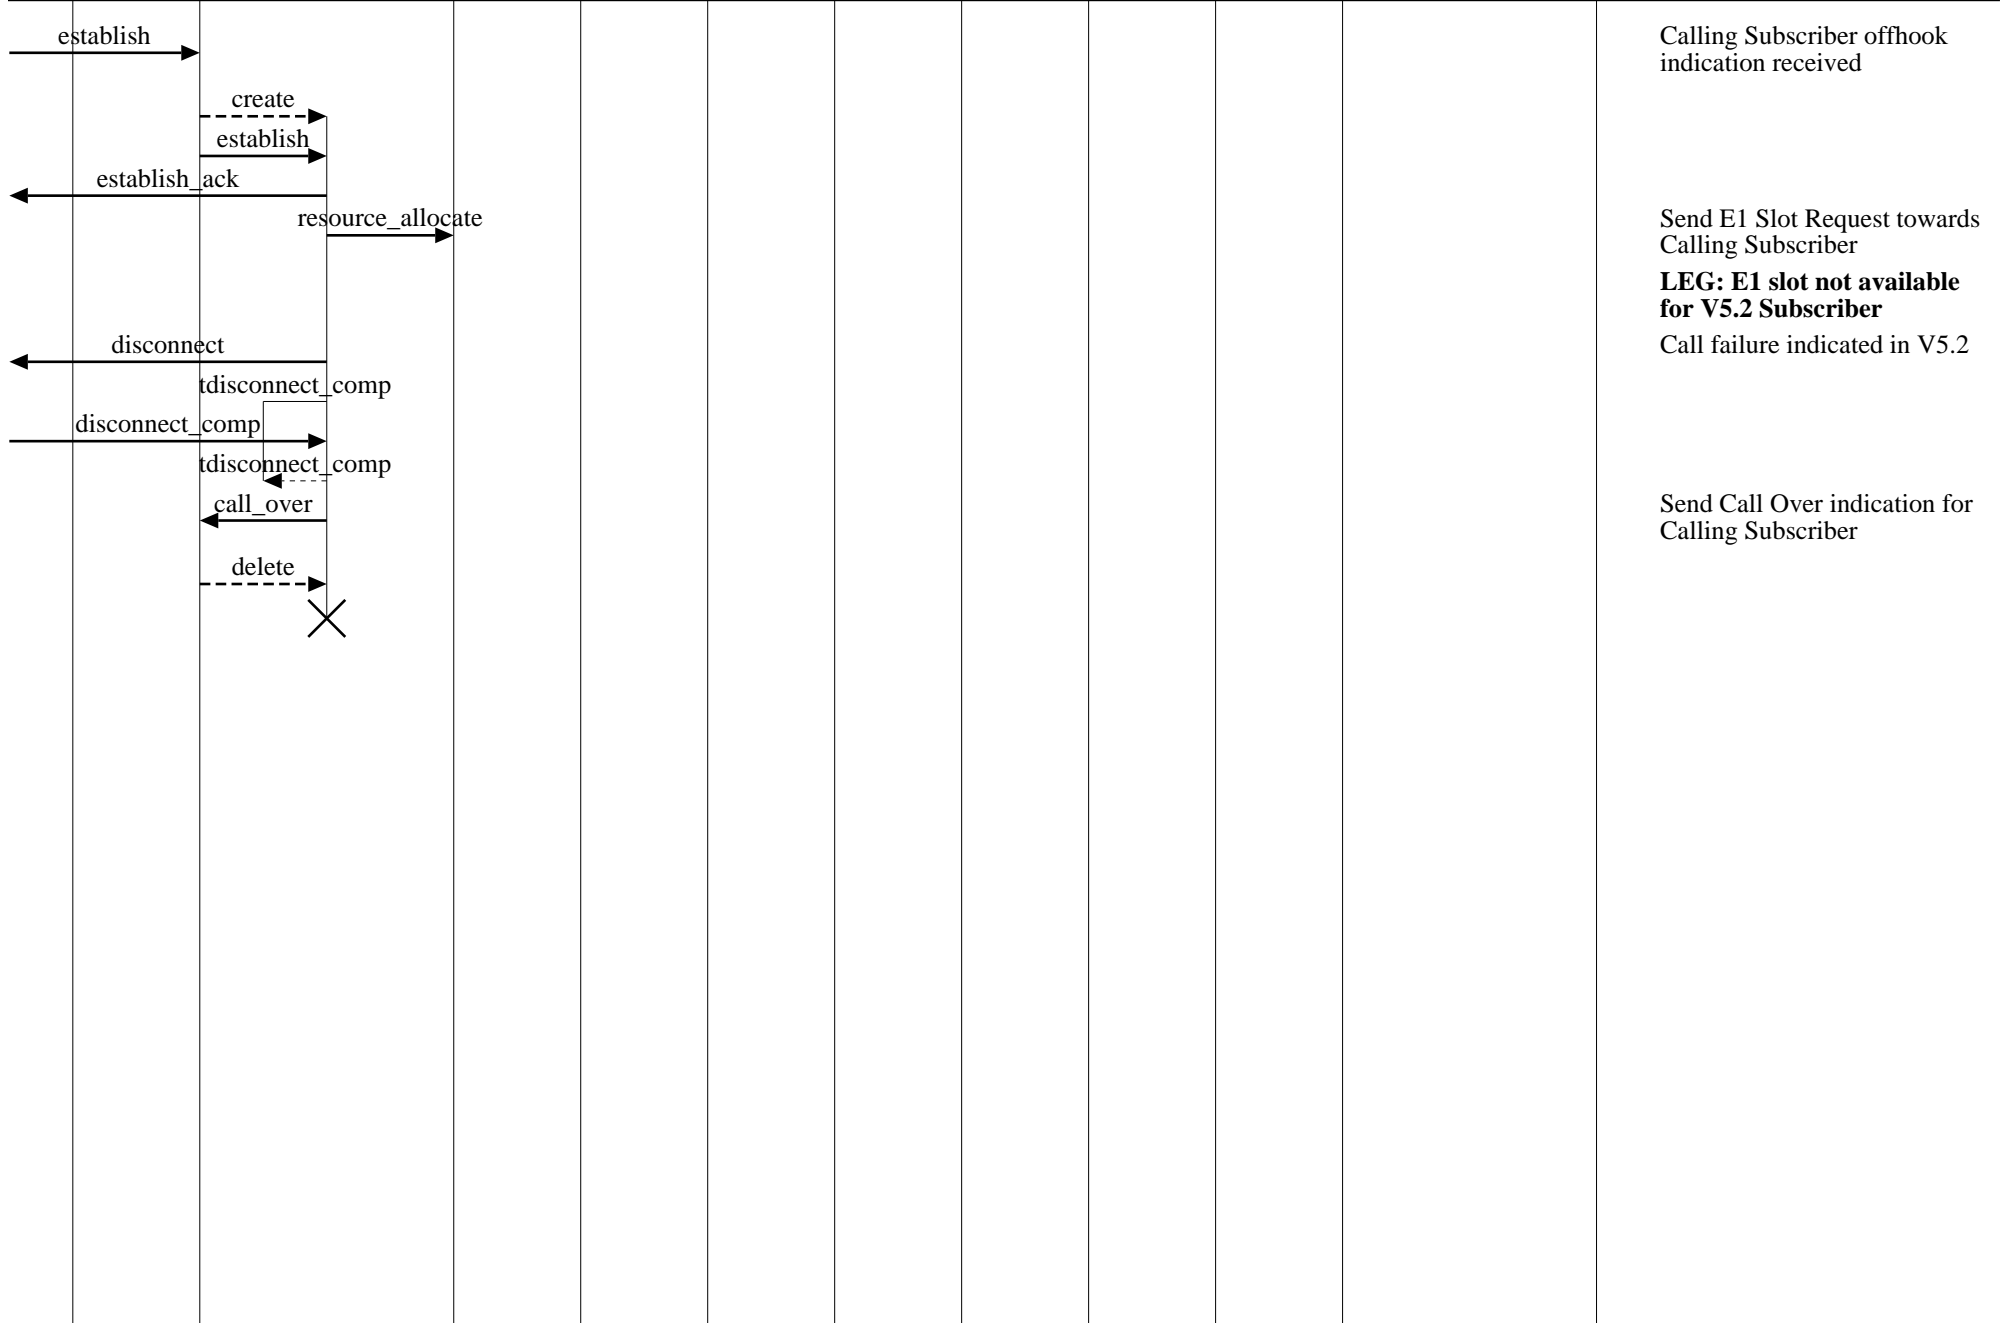 establish
Calling Subscriber offhook
indication received
create
establish
establish_ack
resource_allocate
Send E1 Slot Request towards
Calling Subscriber
LEG: E1 slot not available
for V5.2 Subscriber
disconnect
Call failure indicated in V5.2
tdisconnect_comp
disconnect_comp
tdisconnect_comp
call_over
Send Call Over indication for
Calling Subscriber
delete